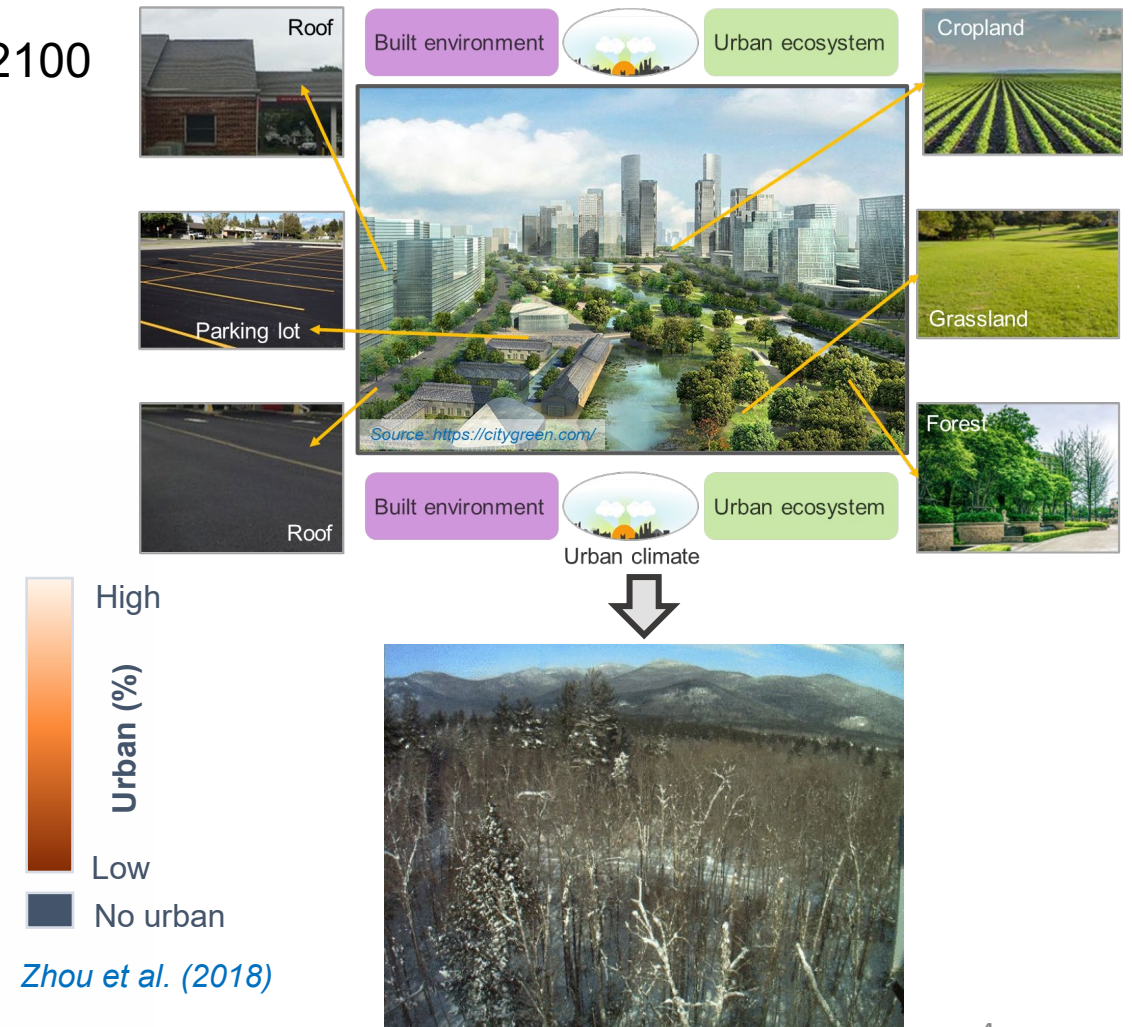 2100
Roof
Built environment
Urban ecosystem
Cropland
Parking lot
Grassland
Source: https://citygreen.com/
Roof
Forest
Built environment
Urban ecosystem
Urban climate
High
Urban (%)
Low
No urban
Zhou et al. (2018)